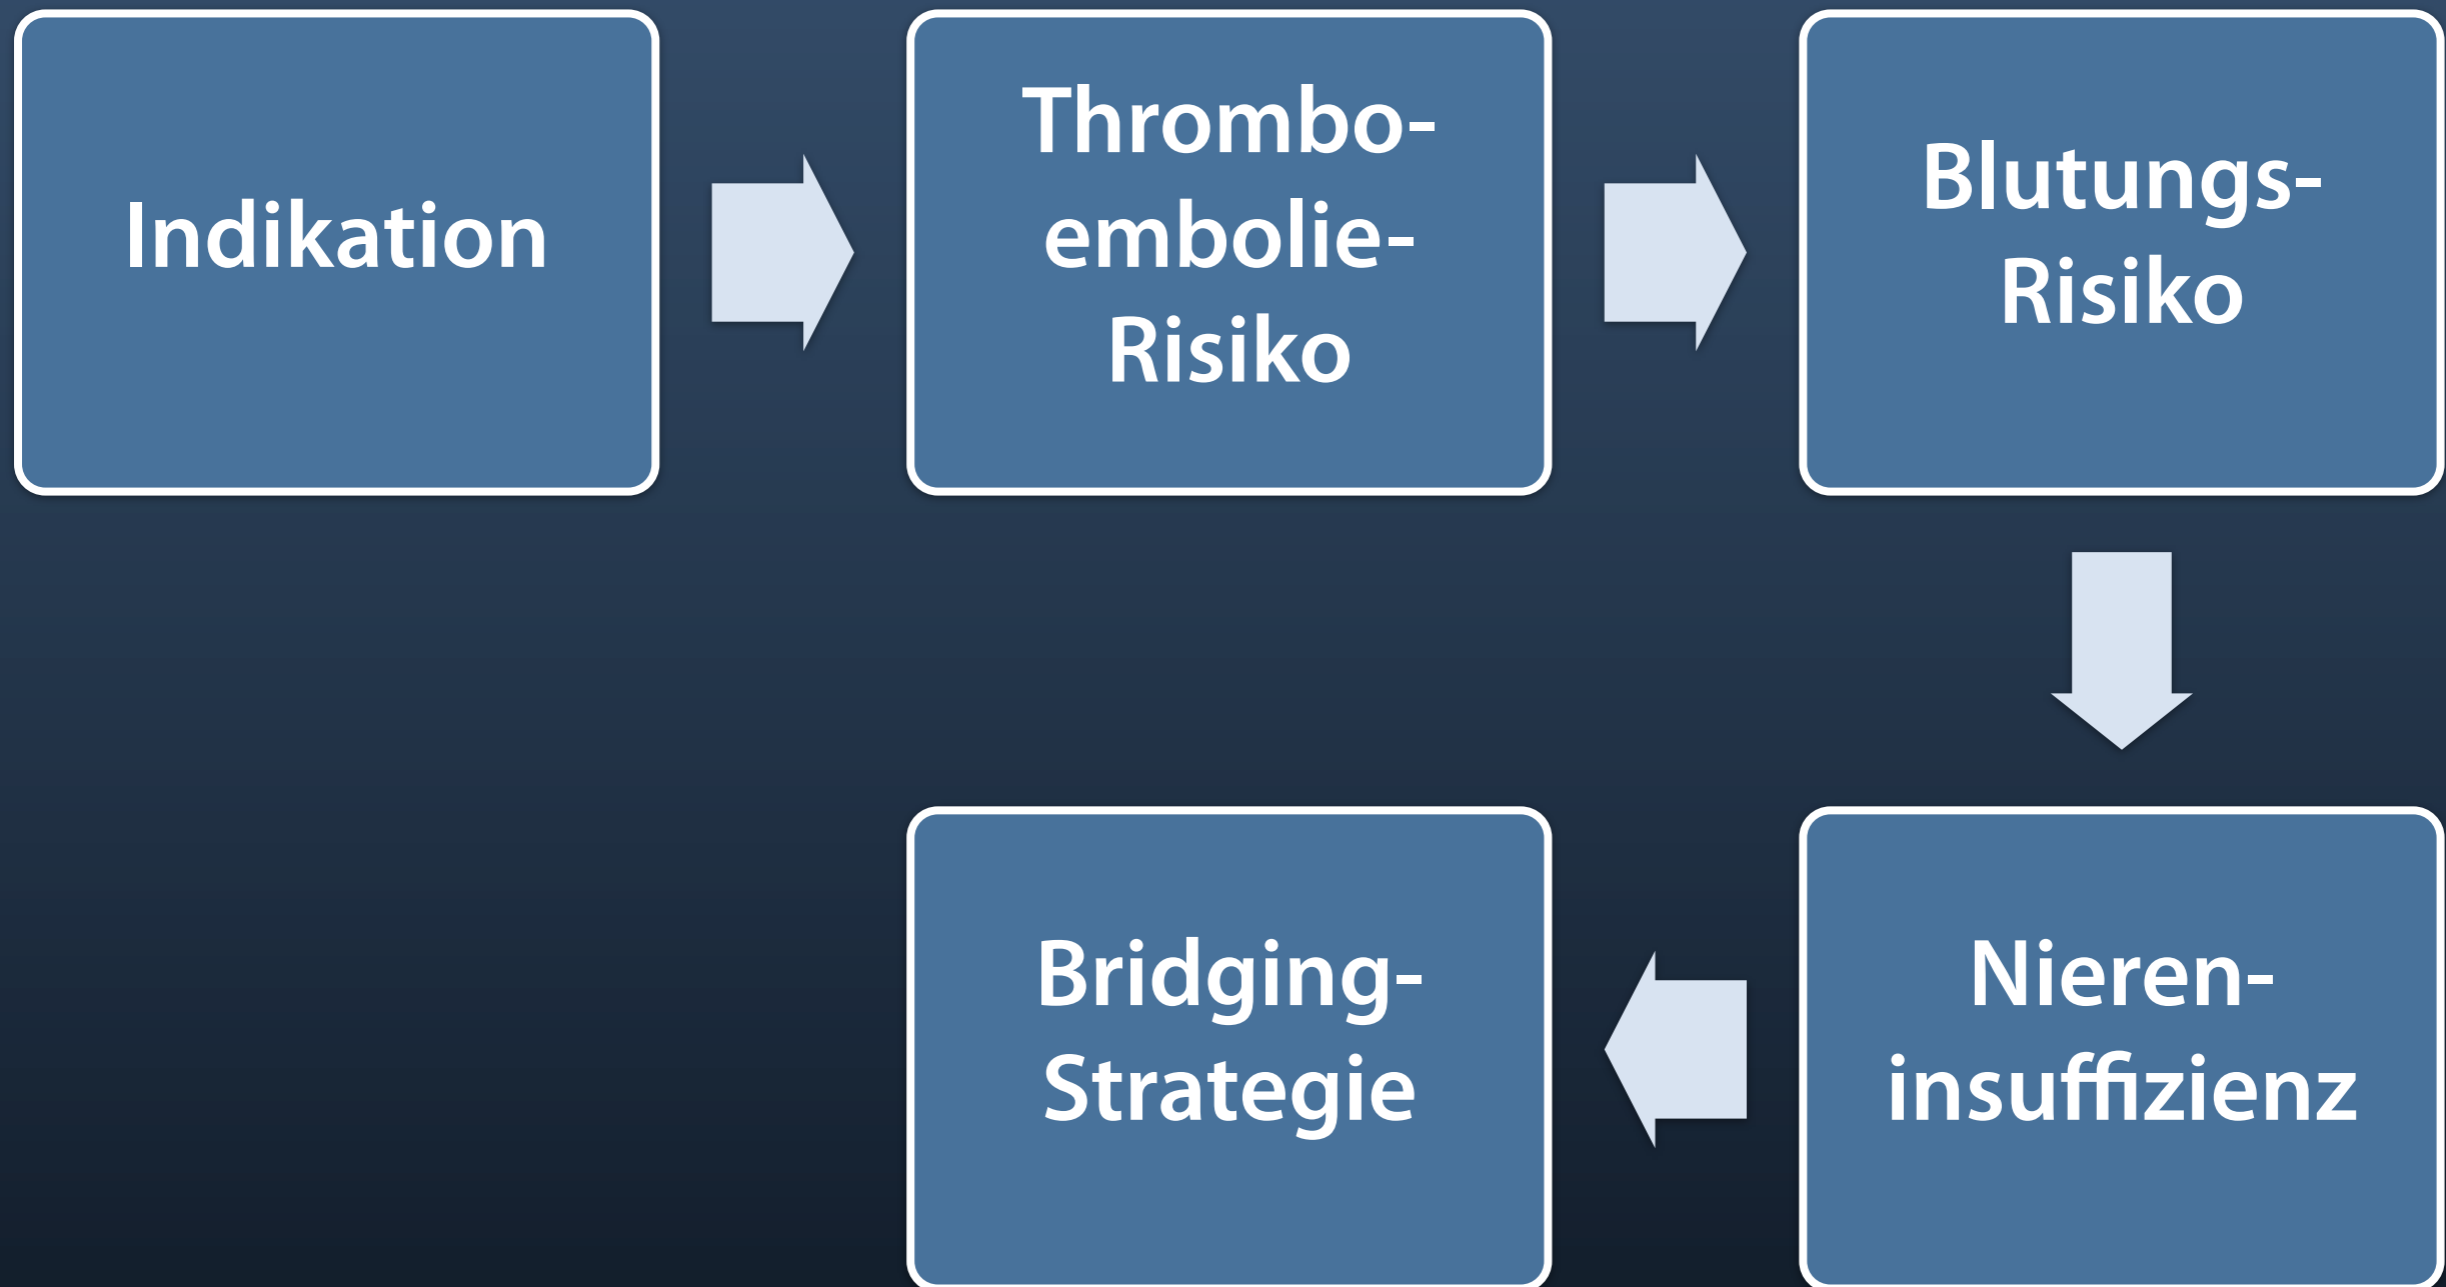 Indikation
Thrombo-
embolie-
Risiko
Blutungs-
Risiko
Nieren-
insuffizienz
Bridging-
Strategie